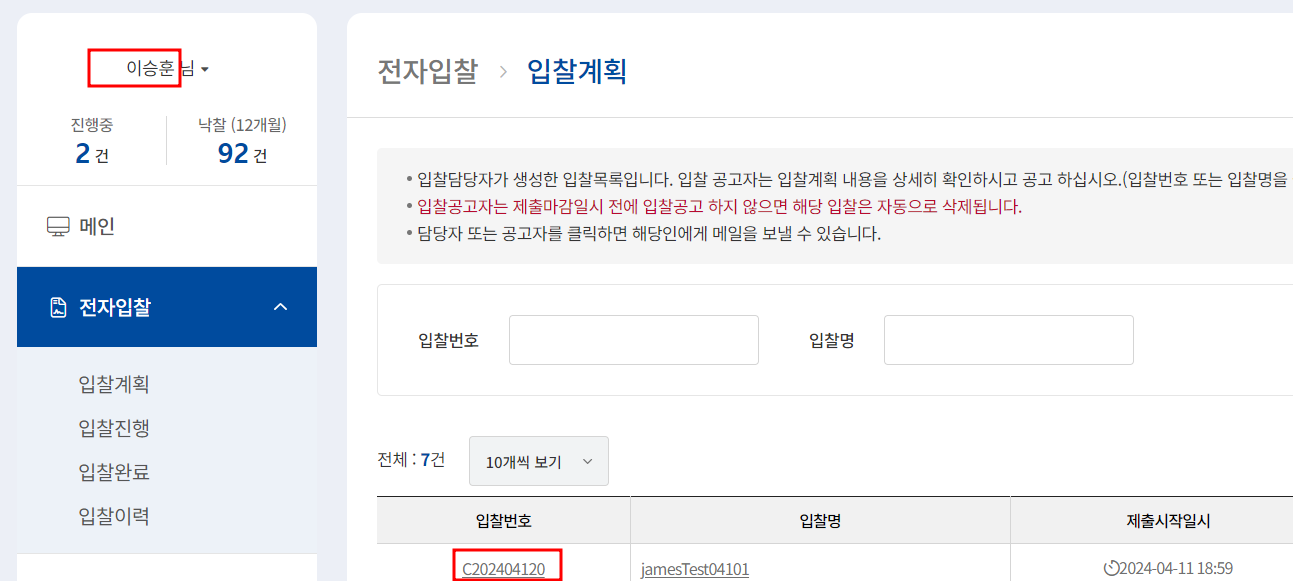 이승훈 님
전자입찰 > 입찰계획
진행중 낙찰 (12개월)
2 건 92 건
메인
전자입찰
입찰계획
입찰진행
입찰완료
입찰이력
입찰담당자가 생성한 입찰목록입니다. 입찰 공고자는 입찰계획 내용을 상세히 확인하시고 공고 하십시오.(입찰번호 또는 입찰명을
입찰공고자는 제출마감일시 전에 입찰공고 하지 않으면 해당 입찰은 자동으로 삭제됩니다.
담당자 또는 공고자를 클릭하면 해당인에게 메일을 보낼 수 있습니다.
입찰번호 입찰명
전체 : 7건 10개씩 보기
입찰번호 입찰명 제출시작일시
C202404120 jamesTest04101 2024-04-11 18:59